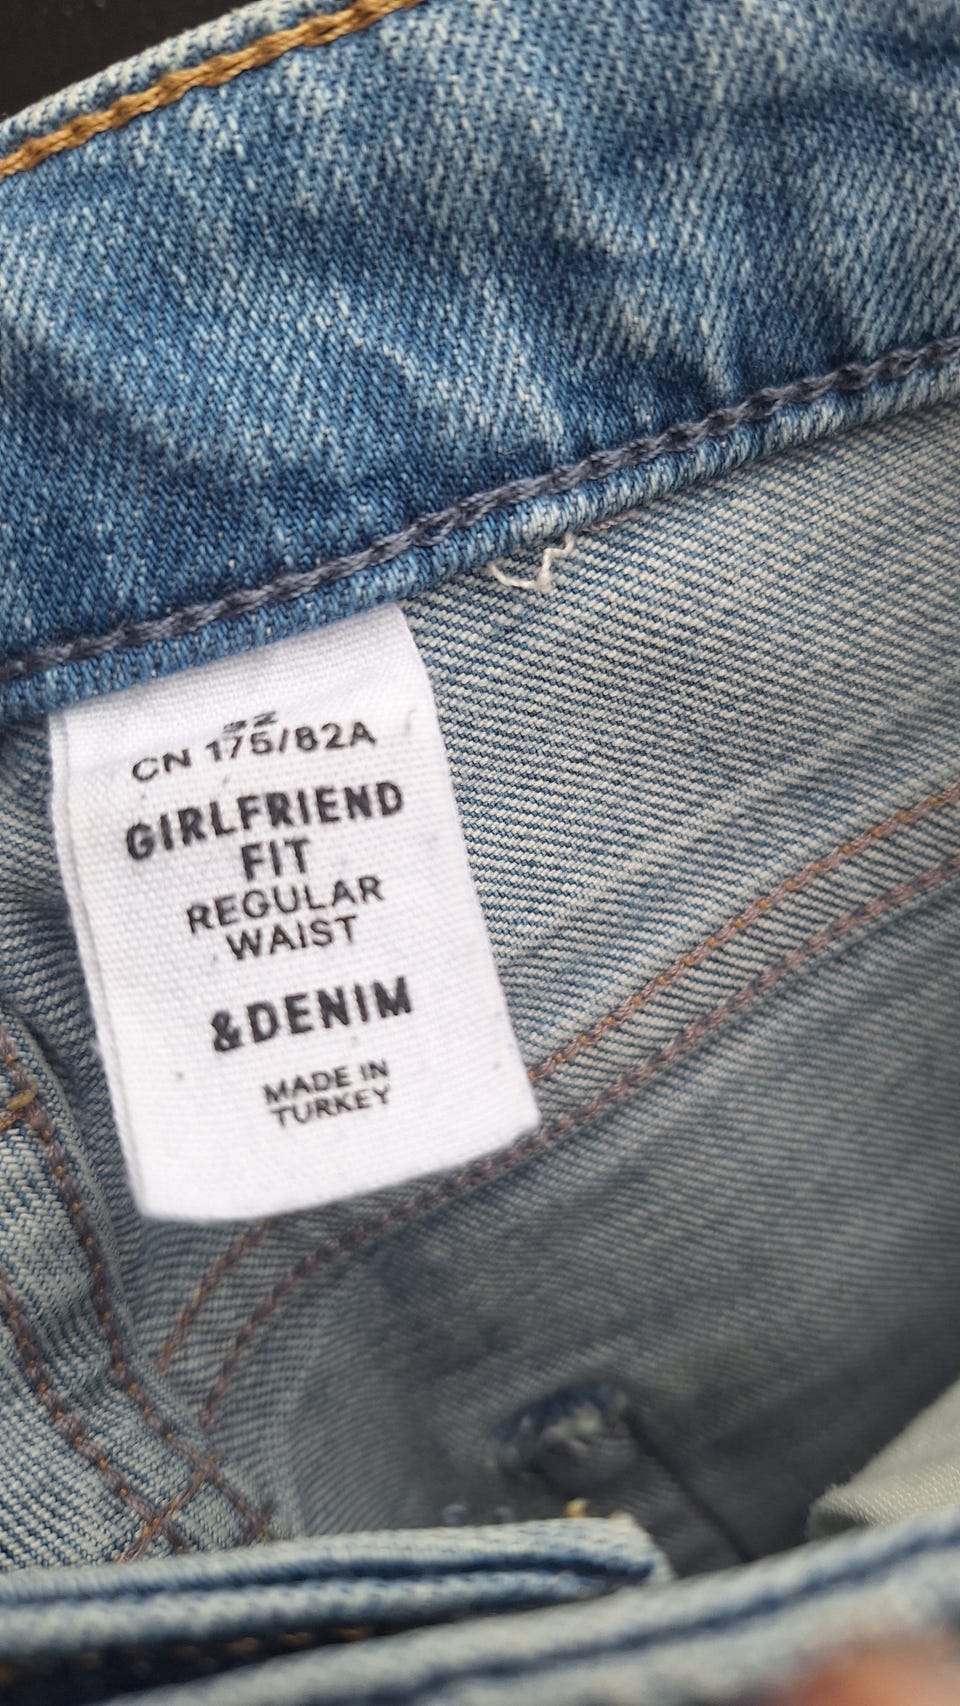 CN 175/82A
GIRLFRIEND
FIT
REGULAR
WAIST
&DENIM
MADE IN
TURKEY